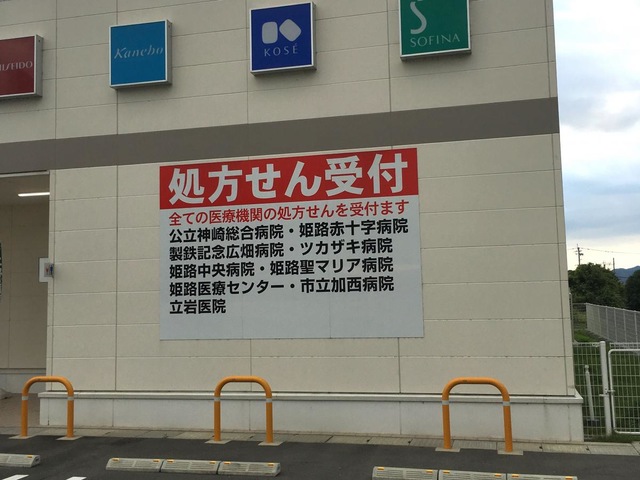 SHISEIDO
Kanebo
KOSÉ
SOFINA
処方せん受付
全ての医療機関の処方せんを受付ます
公立神崎総合病院・姫路赤十字病院
製鉄記念広畑病院・ツカザキ病院
姫路中央病院・姫路聖マリア病院
姫路医療センター・市立加西病院
立岩医院